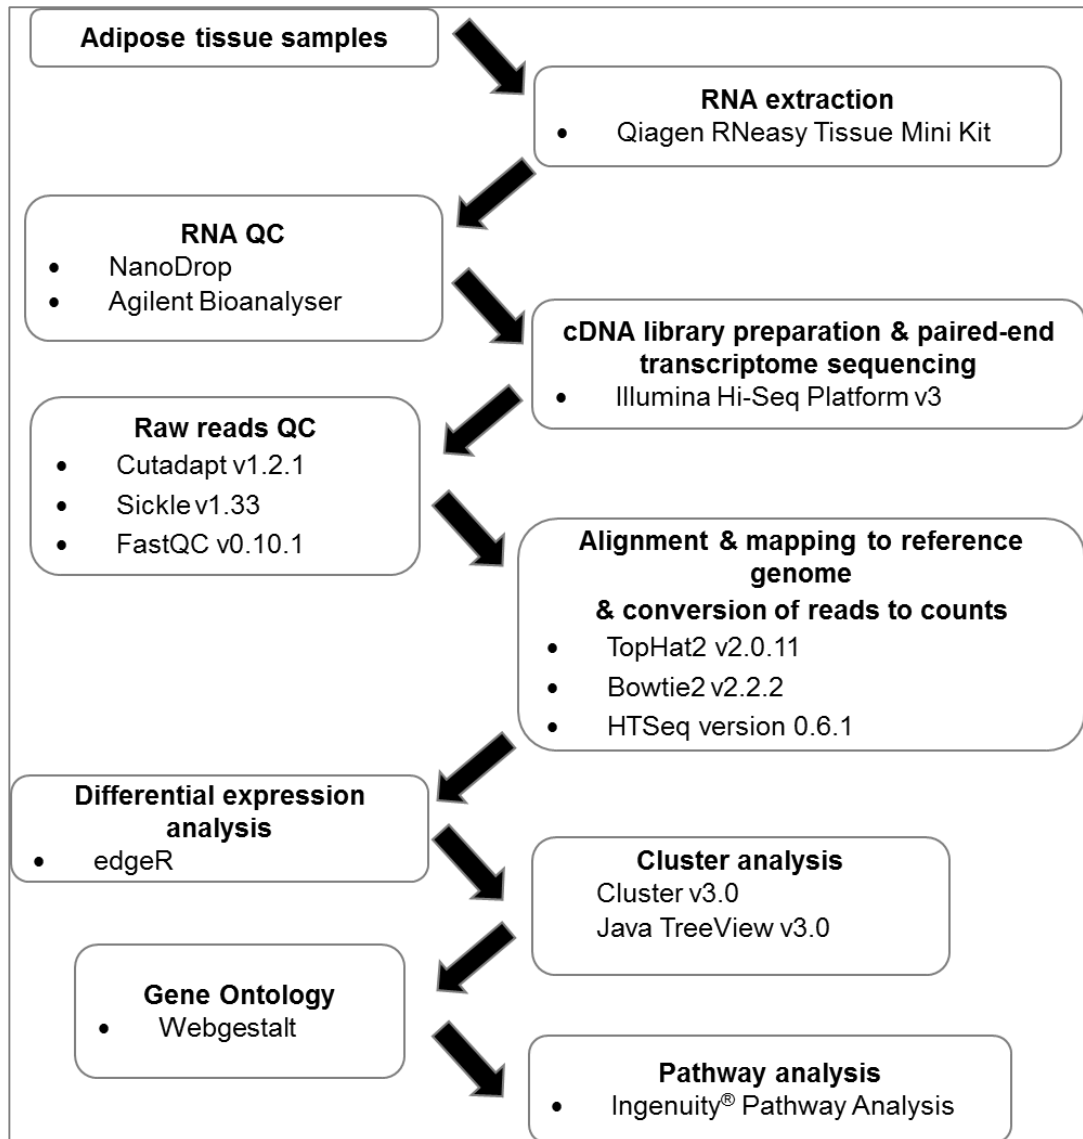 Adipose tissue samples
RNA extraction
• Qiagen RNeasy Tissue Mini Kit
RNA QC
• NanoDrop
• Agilent Bioanalyser
cDNA library preparation & paired-end
transcriptome sequencing
• Illumina Hi-Seq Platform v3
Raw reads QC
• Cutadapt v1.2.1
• Sickle v1.33
• FastQC v0.10.1
Alignment & mapping to reference
genome
& conversion of reads to counts
• TopHat2 v2.0.11
• Bowtie2 v2.2.2
• HTSeq version 0.6.1
Differential expression
analysis
• edgeR
Cluster analysis
Cluster v3.0
Java TreeView v3.0
Gene Ontology
• Webgestalt
Pathway analysis
• Ingenuity® Pathway Analysis